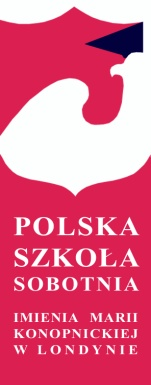 POLSKA
SZKOŁA
SOBOTNIA
IMIENIA MARII
KONOPNICKIEJ
W LONDYNIE